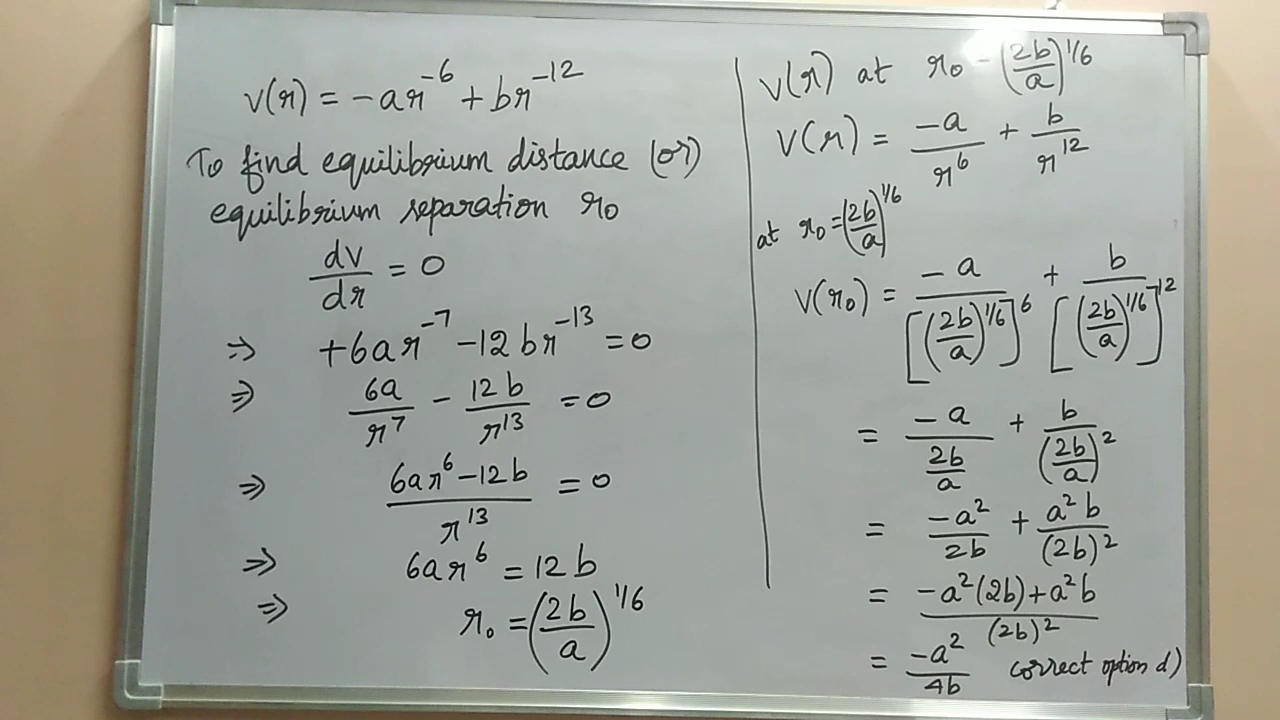 v(r) = -ar^-6 + br^-12
To find equilibrium distance (or)
equilibrium separation r0
dv/dr = 0
⇒ +6ar^-7 - 12br^-13 = 0
⇒ 6a/r^7 - 12b/r^13 = 0
⇒ (6ar^6 - 12b)/r^13 = 0
⇒ 6ar^6 = 12b
⇒ r0 = (2b/a)^1/6
v(r) at r0 - (2b/a)^1/6
v(r) = -a/r^6 + b/r^12
at r0 = (2b/a)^1/6
v(r0) = -a/[(2b/a)^1/6]^6 + b/[(2b/a)^1/6]^12
= -a/(2b/a) + b/(2b/a)^2
= -a^2/2b + a^2b/(2b)^2
= (-a^2(2b) + a^2b)/(2b)^2
= -a^2/4b correct option d)